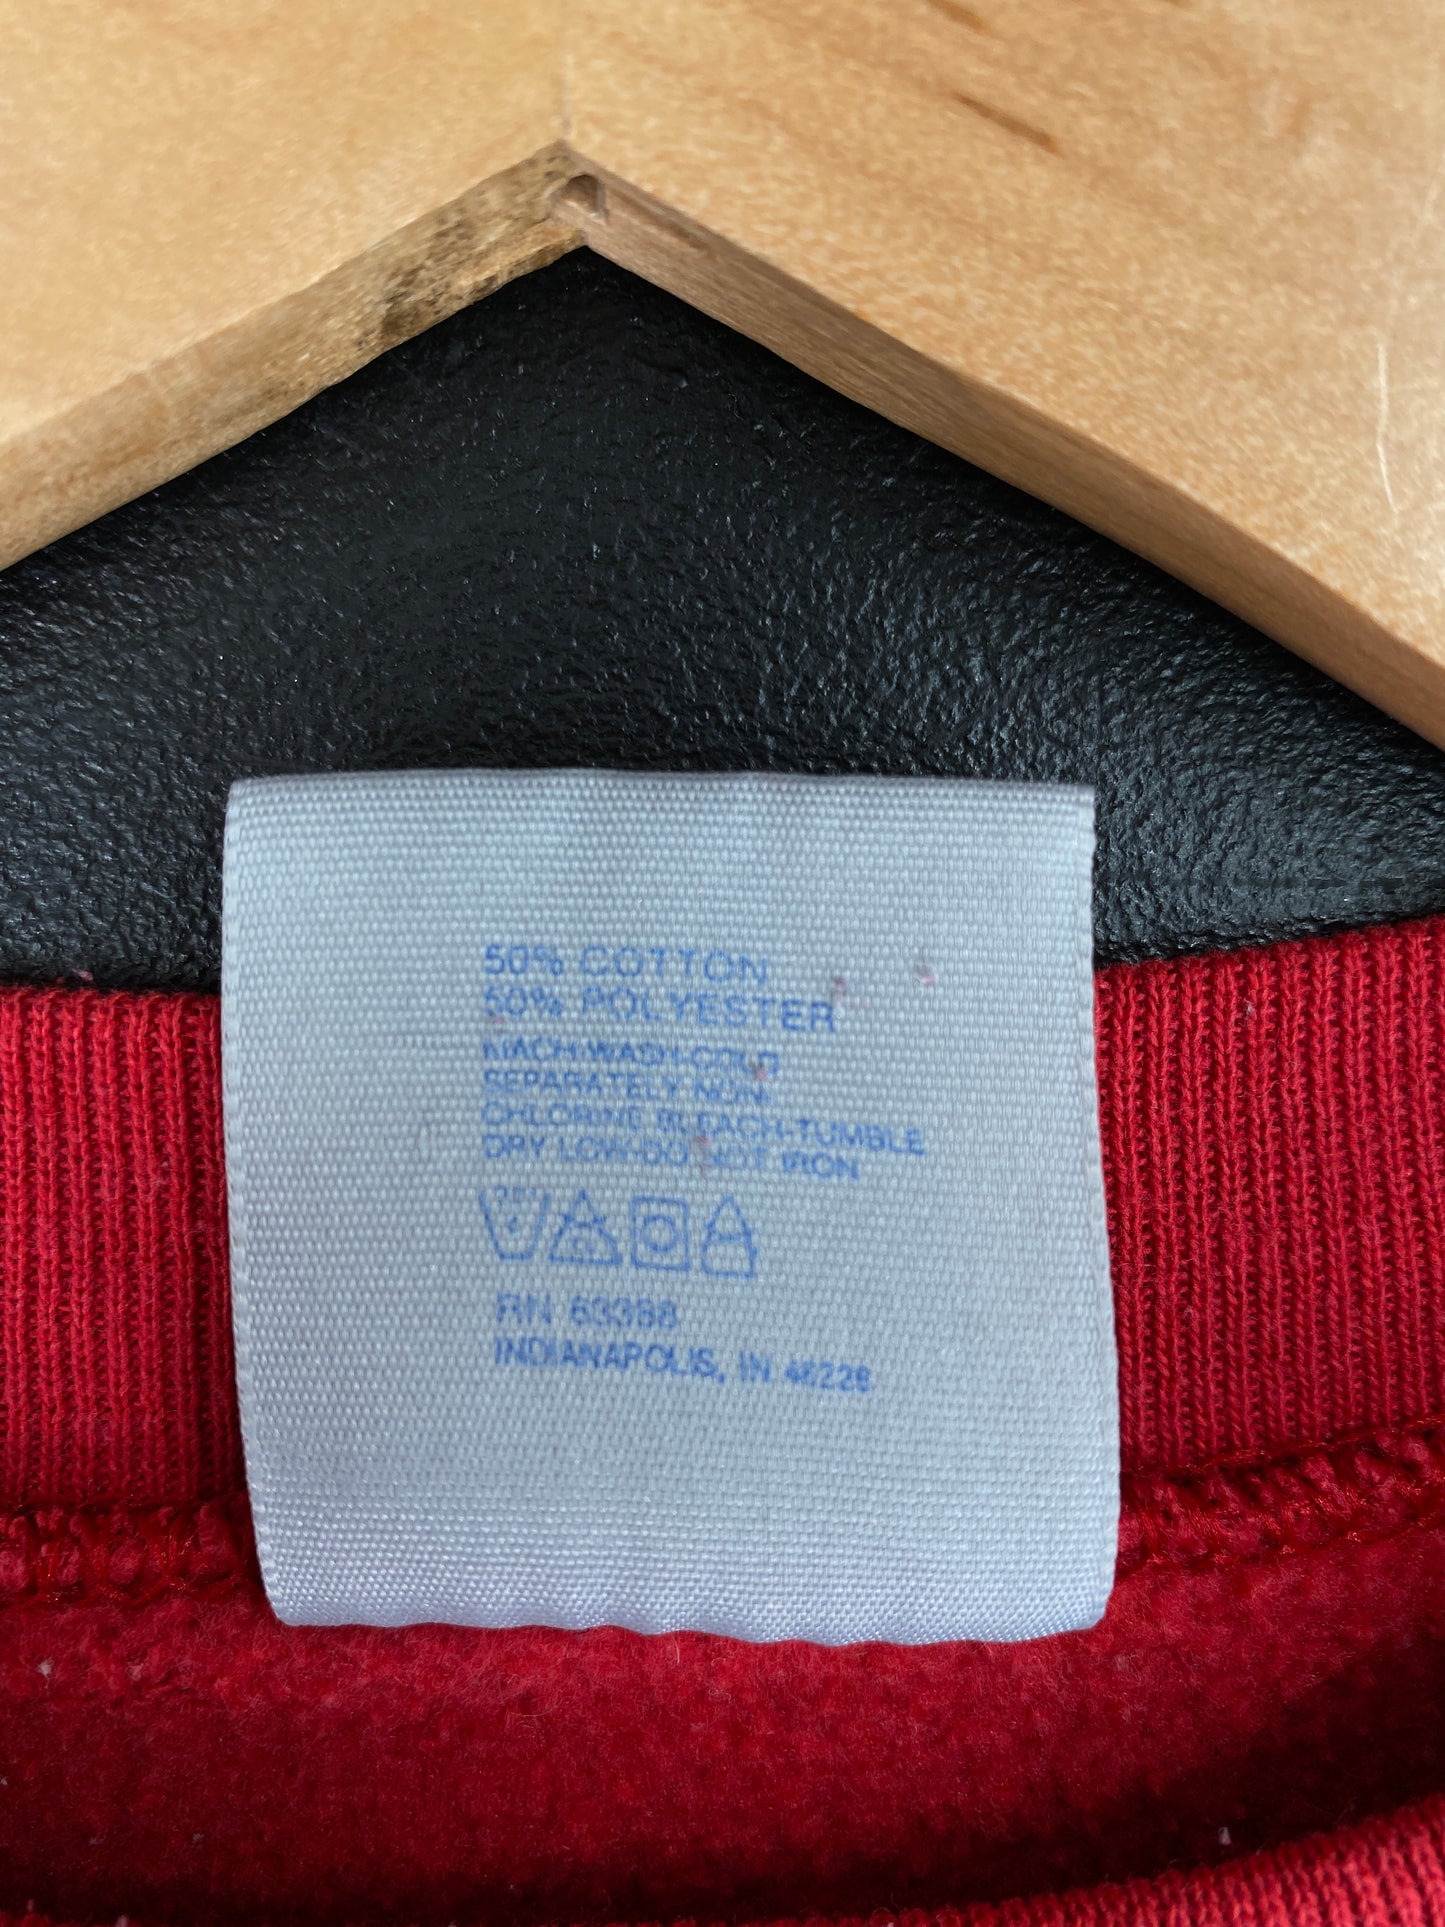 50% COTTON
50% POLYESTER
MACH-WASH-COLD
SEPARATELY NON-
CHLORINE BLEACH-TUMBLE
DRY LOW-DO NOT IRON
RN 63388
INDIANAPOLIS, IN 46226